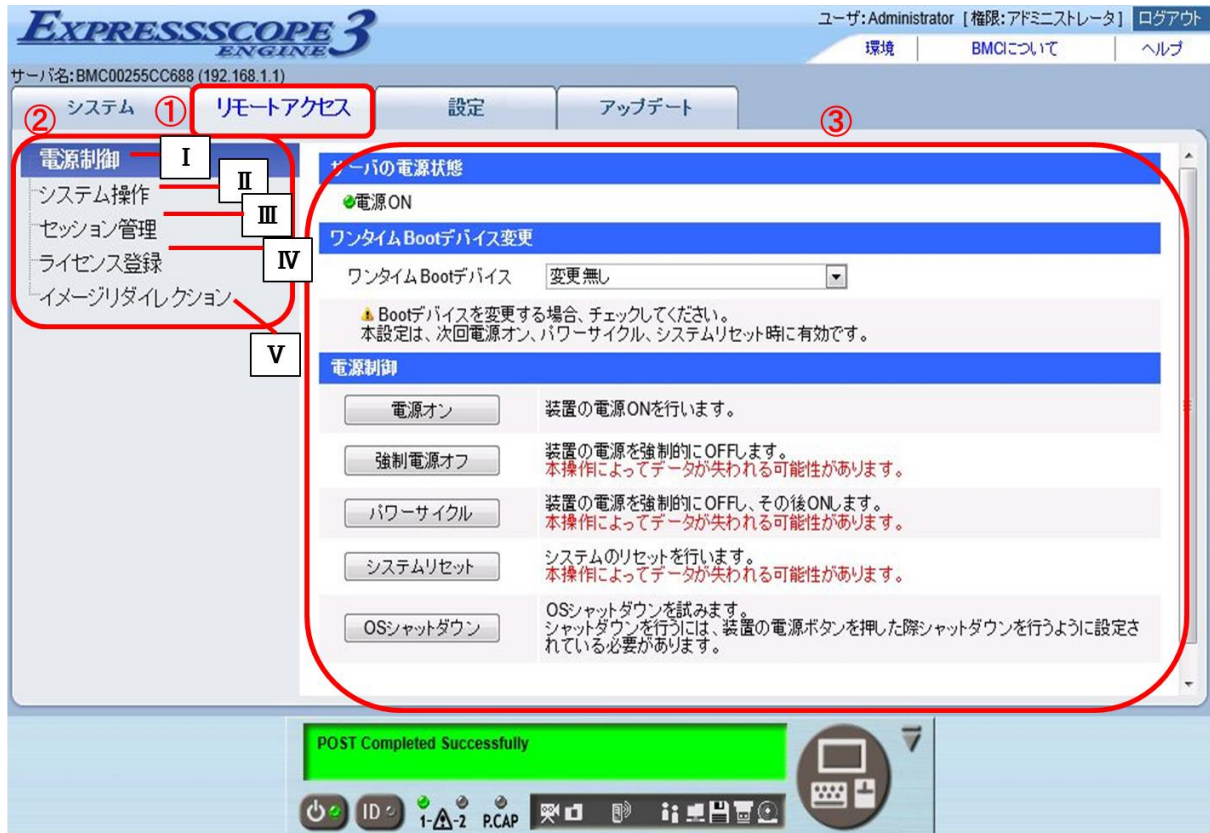 EXPRESSSCOPE
ENGINE 3
ユーザ:Administrator [権限:アドミニストレータ] ログアウト
環境 BMCについて ヘルプ
サーバ名:BMC00255CC688 (192.168.1.1)
システム ① リモートアクセス 設定 アップデート
② ③
電源制御 Ⅰ
システム操作 Ⅱ
セッション管理 Ⅲ
ライセンス登録 Ⅳ
イメージリダイレクション
Ⅴ
サーバの電源状態
電源ON
ワンタイムBootデバイス変更
ワンタイムBootデバイス 変更無し
Bootデバイスを変更する場合、チェックしてください。
本設定は、次回電源オン、パワーサイクル、システムリセット時に有効です。
電源制御
電源オン 装置の電源ONを行います。
強制電源オフ 装置の電源を強制的にOFFします。
本操作によってデータが失われる可能性があります。
パワーサイクル 装置の電源を強制的にOFFし、その後ONします。
本操作によってデータが失われる可能性があります。
システムリセット システムのリセットを行います。
本操作によってデータが失われる可能性があります。
OSシャットダウン OSシャットダウンを試みます。
シャットダウンを行うには、装置の電源ボタンを押した際シャットダウンを行うように設定さ
れている必要があります。
POST Completed Successfully
ID 1-2 P.CAP